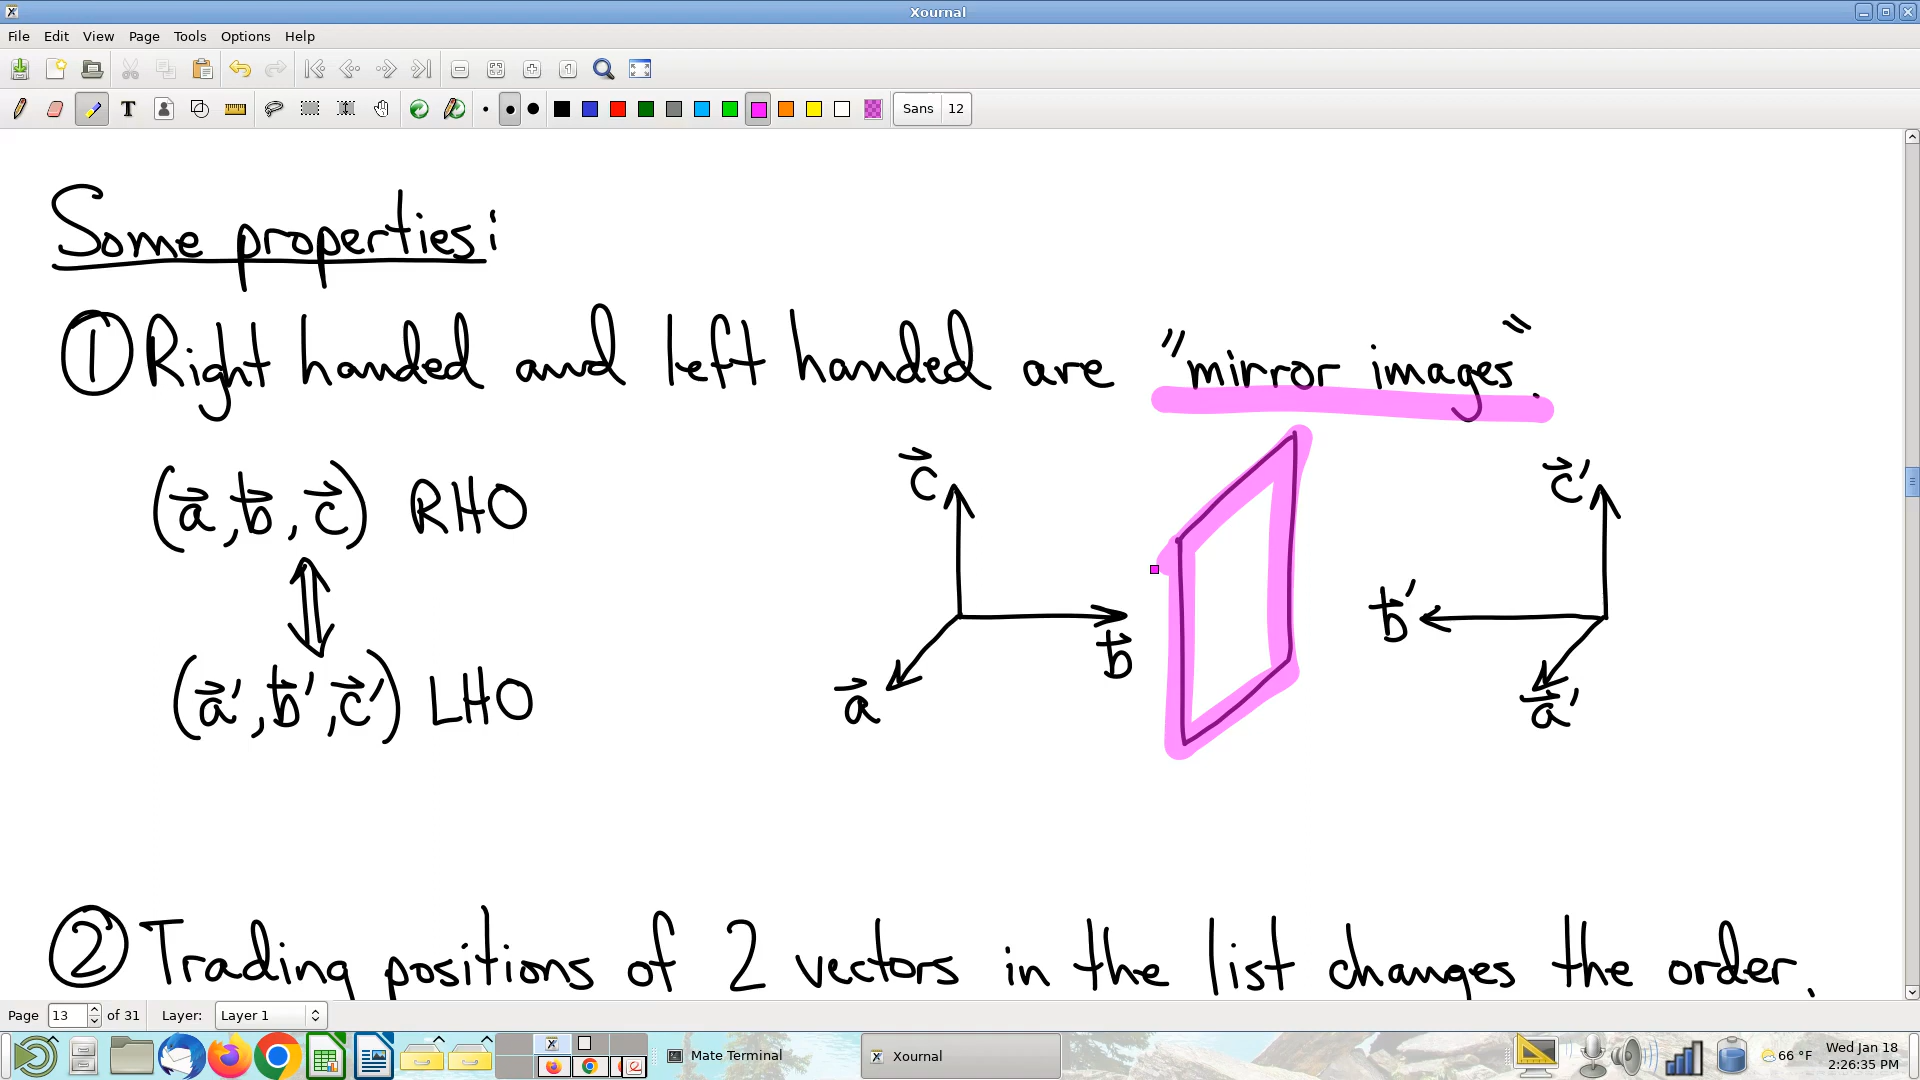 Xournal
File Edit View Page Tools Options Help
T Sans 12
Some properties:
① Right handed and left handed are "mirror images".
(a⃗, b⃗, c⃗) RHO
(a⃗', b⃗', c⃗') LHO
c⃗
b⃗
a⃗
c⃗'
b⃗'
a⃗'
② Trading positions of 2 vectors in the list changes the order.
Page 13 of 31 Layer: Layer 1
Mate Terminal Xournal 66 °F Wed Jan 18
2:26:35 PM